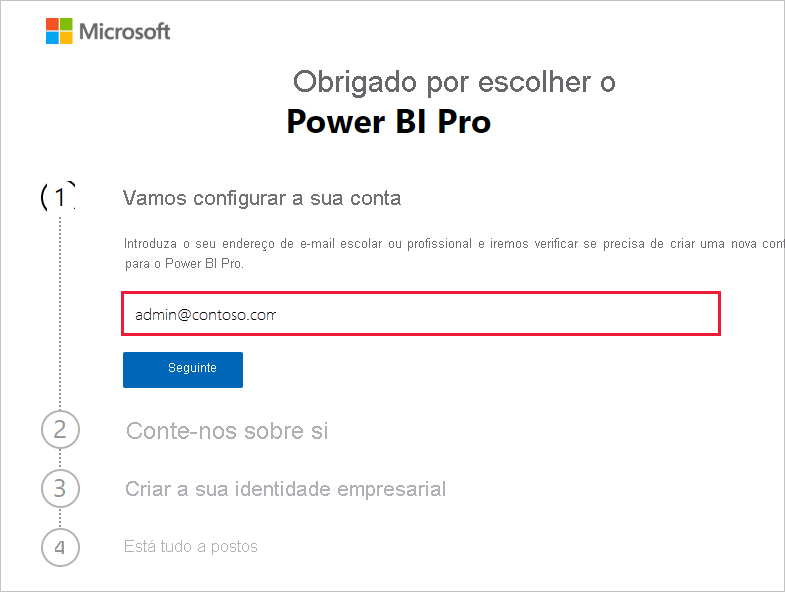 Microsoft
Obrigado por escolher o
Power BI Pro
1
Vamos configurar a sua conta
Introduza o seu endereço de e-mail escolar ou profissional e iremos verificar se precisa de criar uma nova
para o Power BI Pro.
admin@contoso.com
Seguinte
2
Conte-nos sobre si
3
Criar a sua identidade empresarial
4
Está tudo a postos